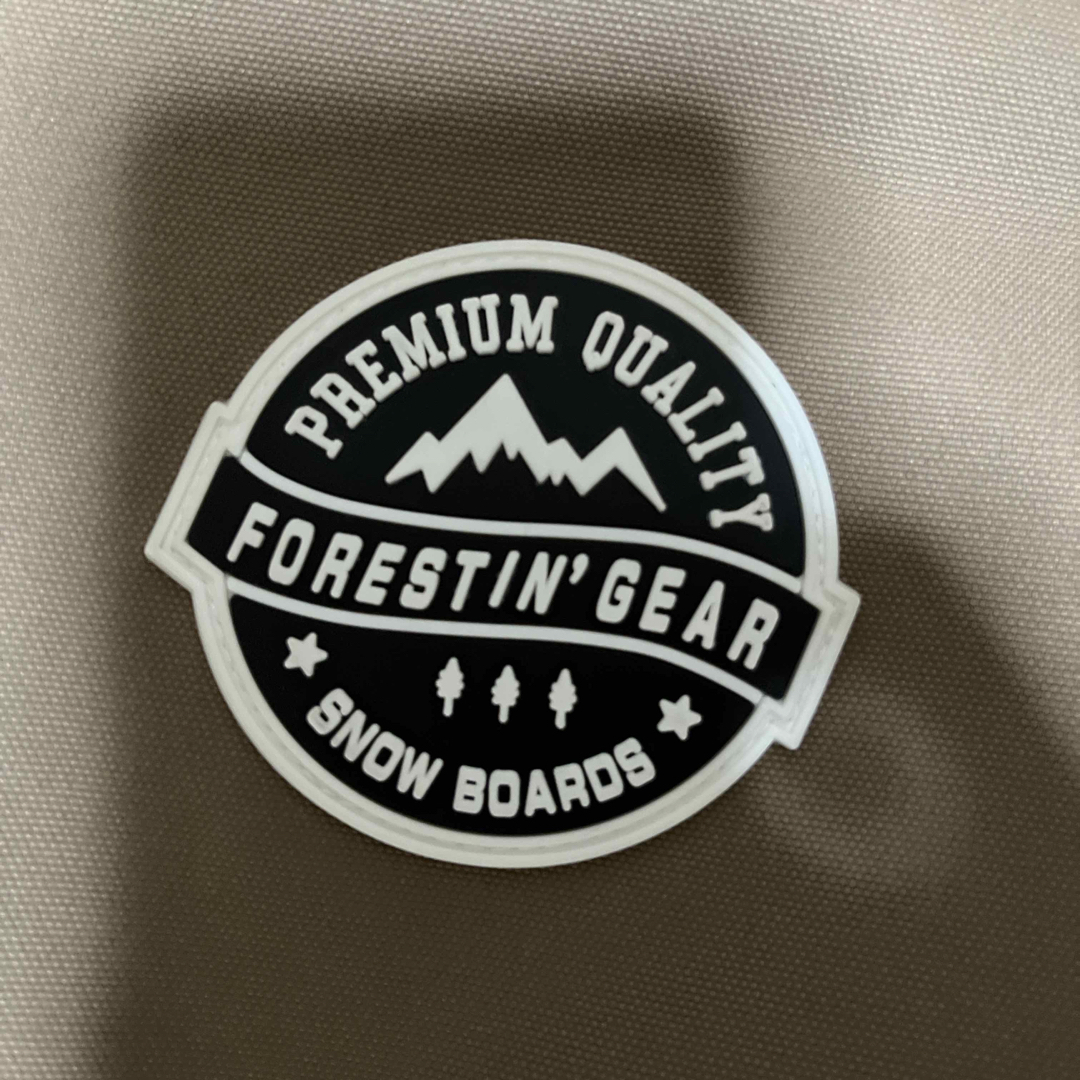 PREMIUM QUALITY
FORESTIN' GEAR
SNOW BOARDS